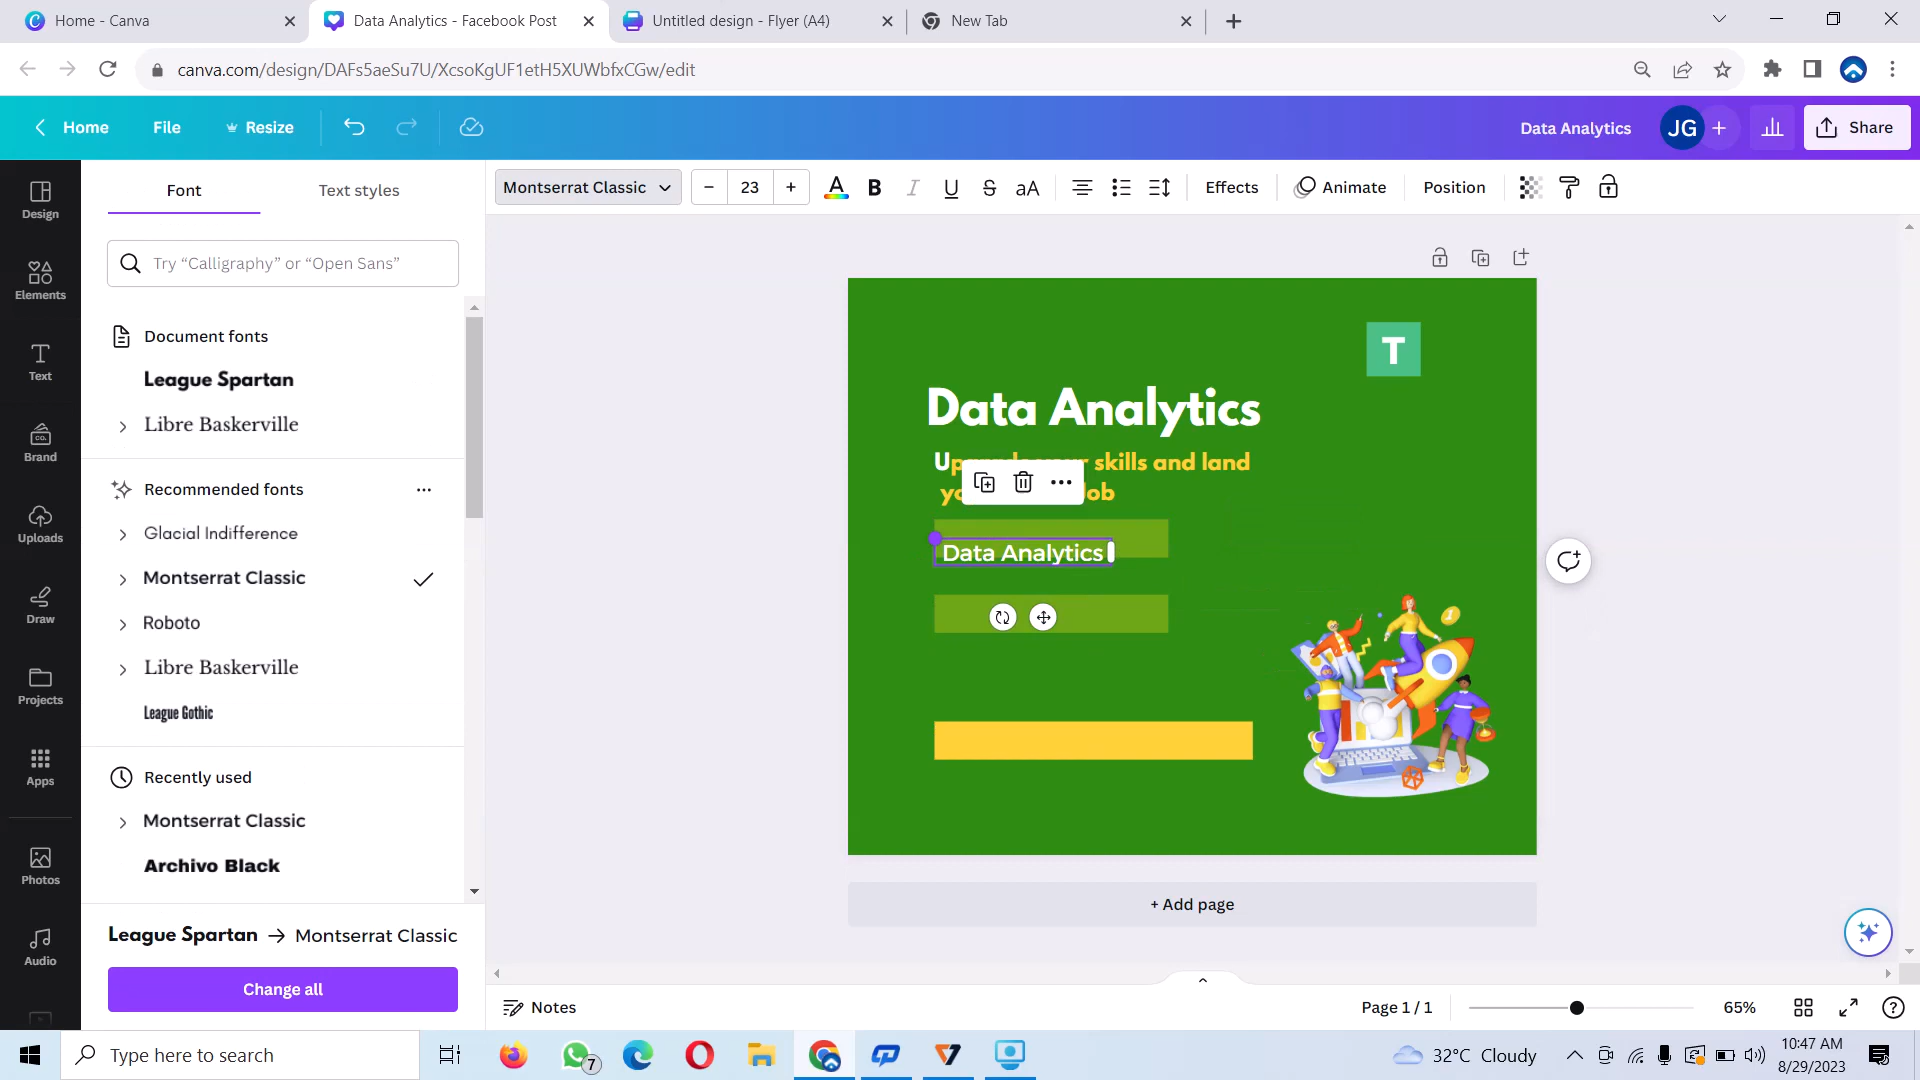 Home - Canva
Data Analytics - Facebook Post
Untitled design - Flyer (A4)
New Tab
canva.com/design/DAFs5aeSu7U/XcsoKgUF1etH5XUWbfxCGw/edit
Home
File
Resize
Data Analytics
JG
Share
Design
Elements
Text
Brand
Uploads
Draw
Projects
Apps
Photos
Audio
Font
Text styles
Try “Calligraphy” or “Open Sans”
Document fonts
League Spartan
Libre Baskerville
Recommended fonts
Glacial Indifference
Montserrat Classic
Roboto
Libre Baskerville
League Gothic
Recently used
Montserrat Classic
Archivo Black
League Spartan → Montserrat Classic
Change all
Montserrat Classic
23
A
B
I
U
S
aA
Effects
Animate
Position
T
Data Analytics
skills and land
Data Analytics
+ Add page
Notes
Page 1 / 1
65%
Type here to search
7
32°C Cloudy
10:47 AM
8/29/2023